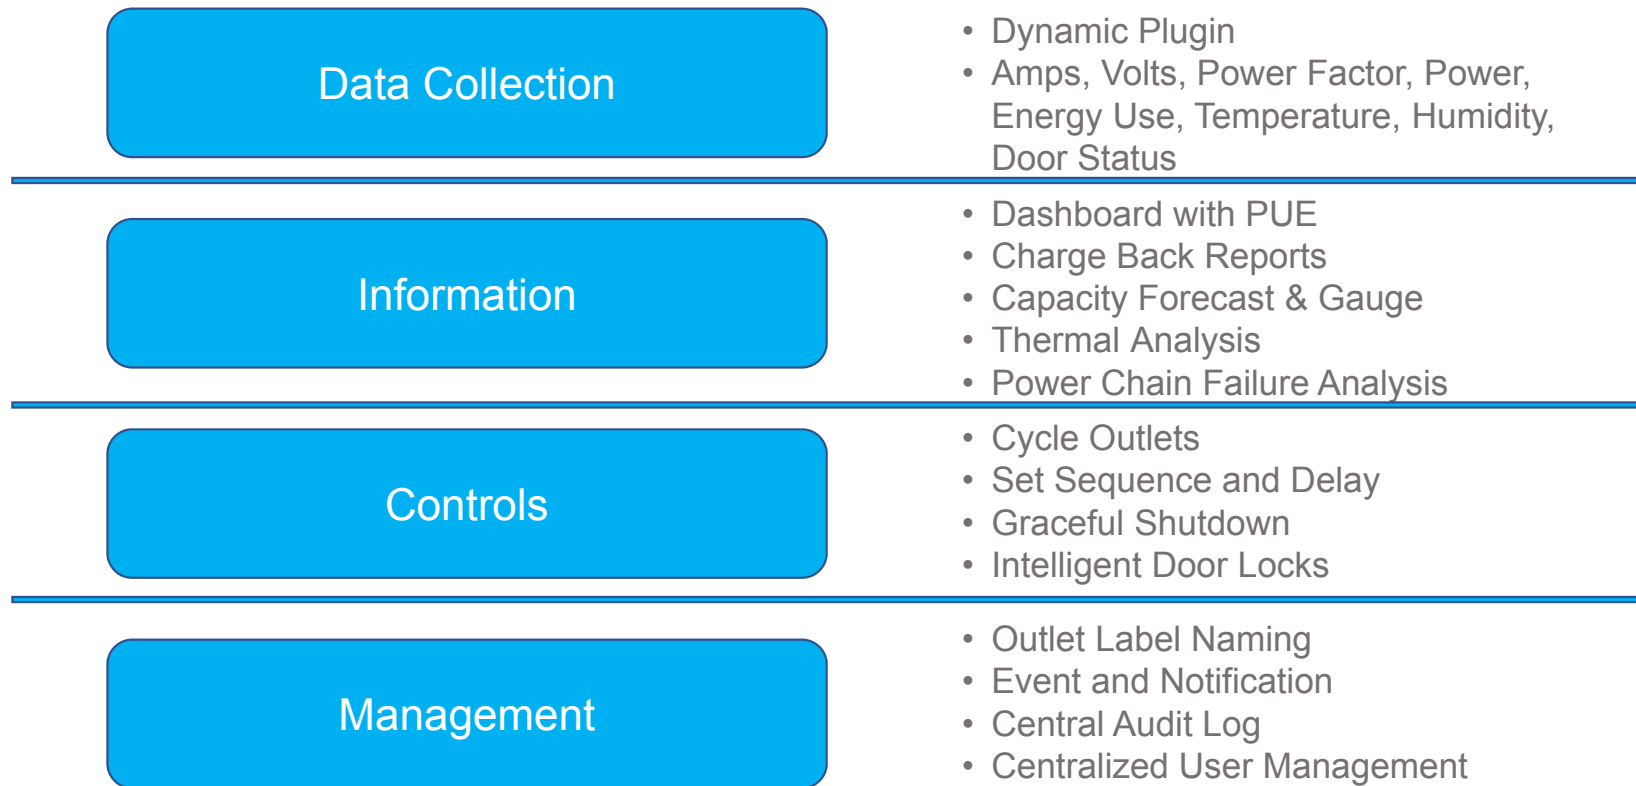 Data Collection
• Dynamic Plugin
• Amps, Volts, Power Factor, Power,
Energy Use, Temperature, Humidity,
Door Status
Information
• Dashboard with PUE
• Charge Back Reports
• Capacity Forecast & Gauge
• Thermal Analysis
• Power Chain Failure Analysis
Controls
• Cycle Outlets
• Set Sequence and Delay
• Graceful Shutdown
• Intelligent Door Locks
Management
• Outlet Label Naming
• Event and Notification
• Central Audit Log
• Centralized User Management